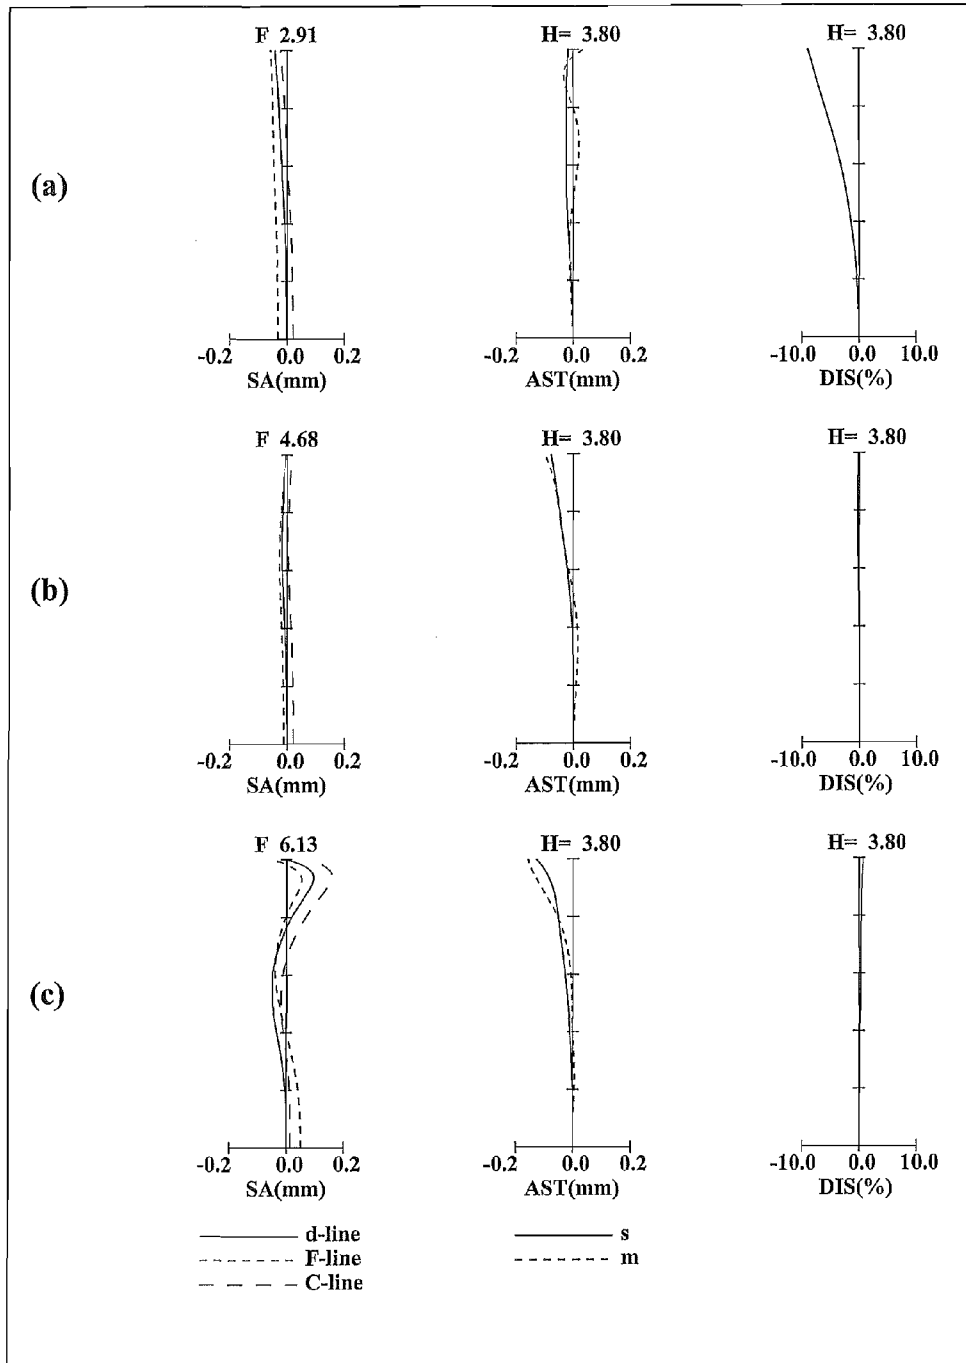 F 2.91 H= 3.80 H= 3.80
(a)
-0.2 0.0 0.2 -0.2 0.0 0.2 -10.0 0.0 10.0
SA(mm) AST(mm) DIS(%)
F 4.68 H= 3.80 H= 3.80
(b)
-0.2 0.0 0.2 -0.2 0.0 0.2 -10.0 0.0 10.0
SA(mm) AST(mm) DIS(%)
F 6.13 H= 3.80 H= 3.80
(c)
-0.2 0.0 0.2 -0.2 0.0 0.2 -10.0 0.0 10.0
SA(mm) AST(mm) DIS(%)
d-line s
F-line m
C-line